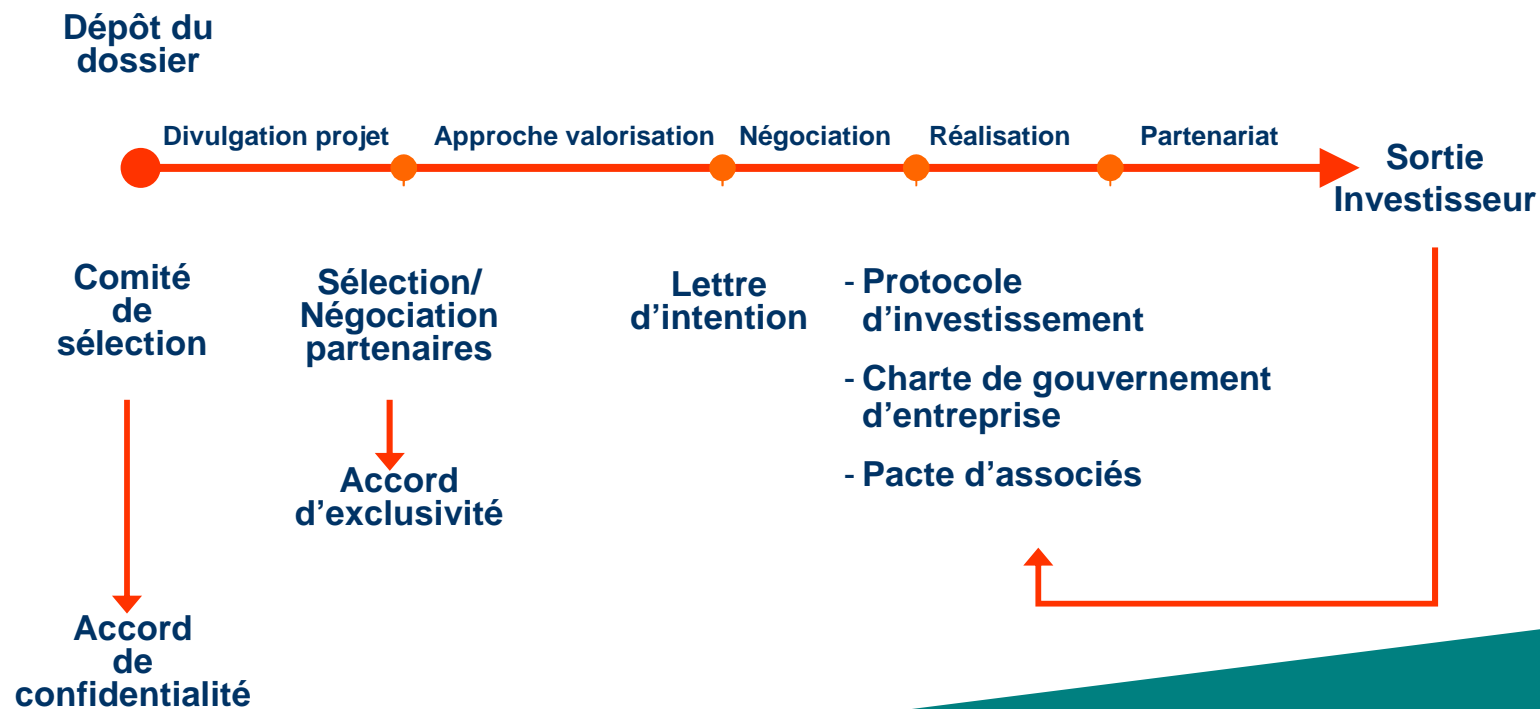 Dépôt du
dossier
Divulgation projet
Approche valorisation
Négociation
Réalisation
Partenariat
Sortie
Investisseur
Comité
de
sélection
Sélection/
Négociation
partenaires
Lettre
d’intention
- Protocole
d’investissement
- Charte de gouvernement
d’entreprise
- Pacte d’associés
Accord
d’exclusivité
Accord
de
confidentialité